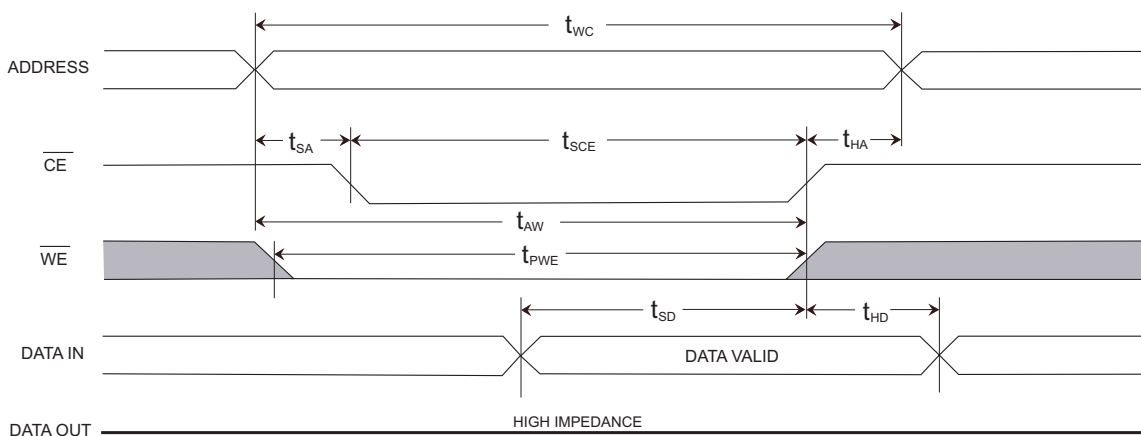 tWC
ADDRESS
tSA
tSCE
tHA
CE
tAW
WE
tPWE
tSD
tHD
DATA IN
DATA VALID
HIGH IMPEDANCE
DATA OUT